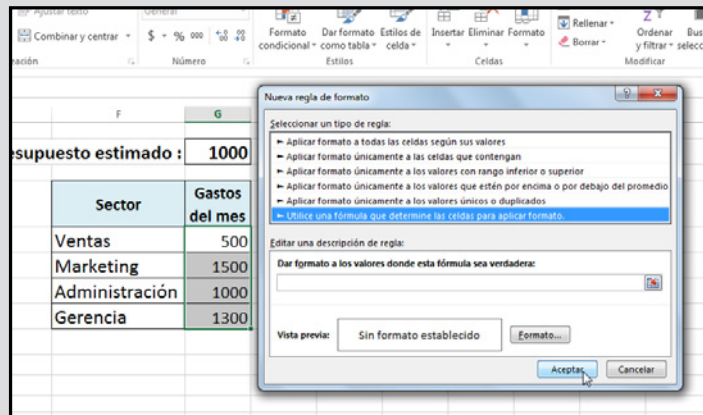 Ajustar texto General
Combinar y centrar $ % 000
Formato condicional Dar formato como tabla Estilos de celda Insertar Eliminar Formato Rellenar Borrar Ordenar y filtrar
Número Estilos Celdas Modificar
F G
esupuesto estimado : 1000
Sector Gastos del mes
Ventas 500
Marketing 1500
Administración 1000
Gerencia 1300
Nueva regla de formato
Seleccionar un tipo de regla:
► Aplicar formato a todas las celdas según sus valores
► Aplicar formato únicamente a las celdas que contengan
► Aplicar formato únicamente a los valores con rango inferior o superior
► Aplicar formato únicamente a los valores que estén por encima o por debajo del promedio
► Aplicar formato únicamente a los valores únicos o duplicados
► Utilice una fórmula que determine las celdas para aplicar formato.
Editar una descripción de regla:
Dar formato a los valores donde esta fórmula sea verdadera:
Vista previa: Sin formato establecido Formato...
Aceptar Cancelar